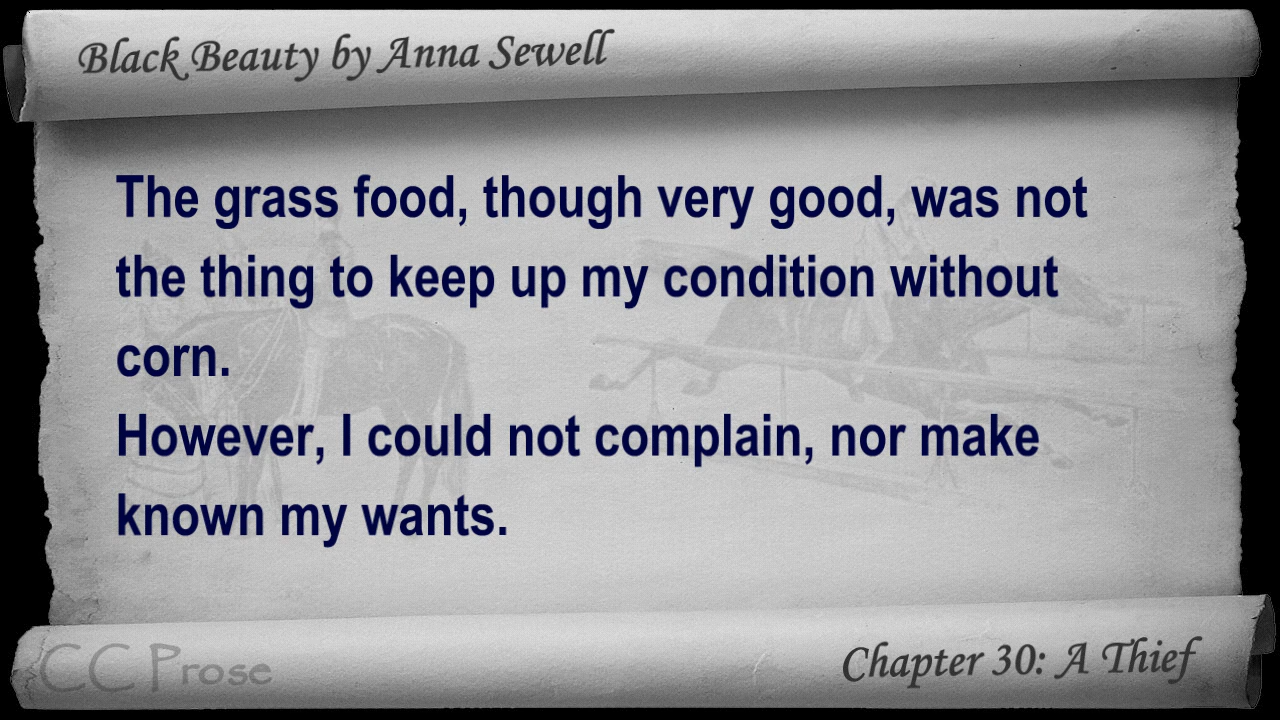 Black Beauty by Anna Sewell
The grass food, though very good, was not
the thing to keep up my condition without
corn.
However, I could not complain, nor make
known my wants.
CC Prose
Chapter 30: A Thief